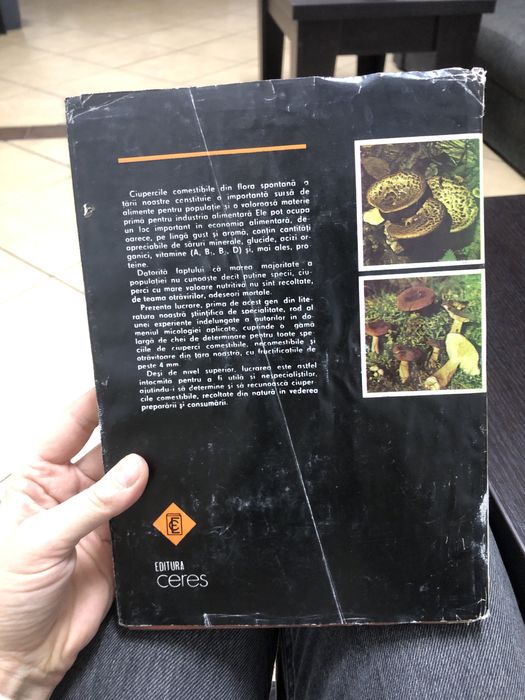 Ciupercile comestibile din flora spontană a
țării noastre constituie o importantă sursă de
alimente pentru populație și o valoroasă materie
primă pentru industria alimentară Ele pot ocupa
un loc important în economia alimentară, de-
oarece, pe lîngă gust și aromă, conțin cantități
apreciabile de săruri minerale, glucide, acizi or-
ganici, vitamine (A, B₁, B₂, D) și, mai ales, pro-
teine.
Datorită faptului că marea majoritate a
populației nu cunoaște decît puține specii, ciu-
perci cu mare valoare nutritivă nu sînt recoltate,
de teama otrăvirilor, adeseori mortale.
Prezenta lucrare, prima de acest gen din lite-
ratura noastră științifică de specialitate, rod al
unei experiențe îndelungate a autorilor în do-
meniul micologiei aplicate, cuprinde o gamă
largă de chei de determinare pentru toate spe-
ciile de ciuperci comestibile, necomestibile și
otrăvitoare din țara noastră, cu fructificațiile de
peste 4 mm
Deși de nivel superior, lucrarea este astfel
întocmită pentru a fi utilă și nespecialiștilor,
ajutîndu-i să determine și să recunoască ciuper-
cile comestibile, recoltate din natură în vederea
preparării și consumării.
EDITURA
ceres